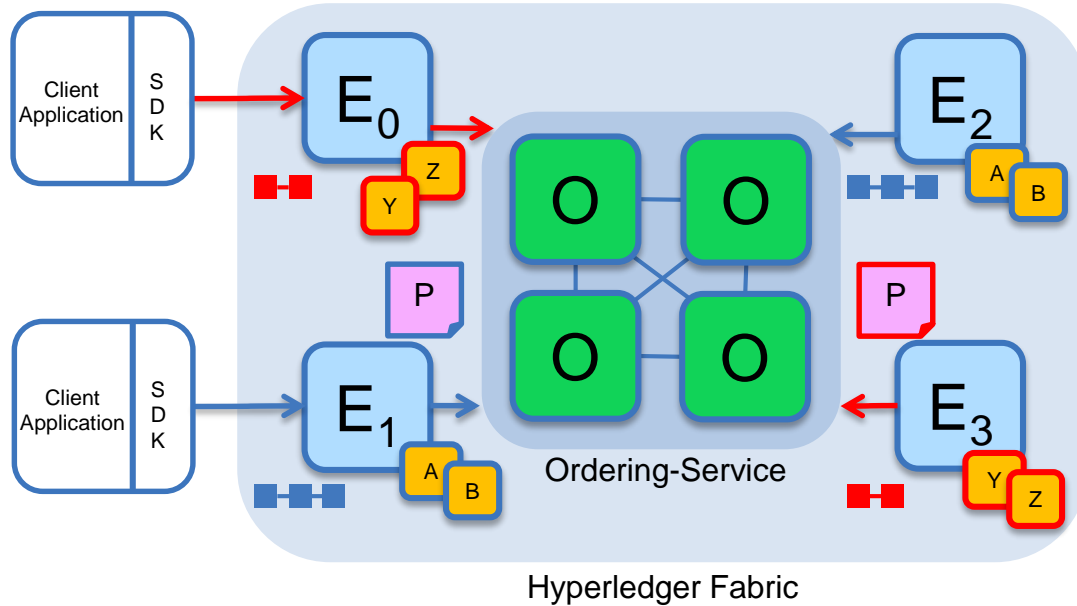 Client
Application
S
D
K
E0
Z
Y
E2
A
B
O
O
P
P
O
O
Client
Application
S
D
K
E1
A
B
E3
Y
Z
Ordering-Service
Hyperledger Fabric